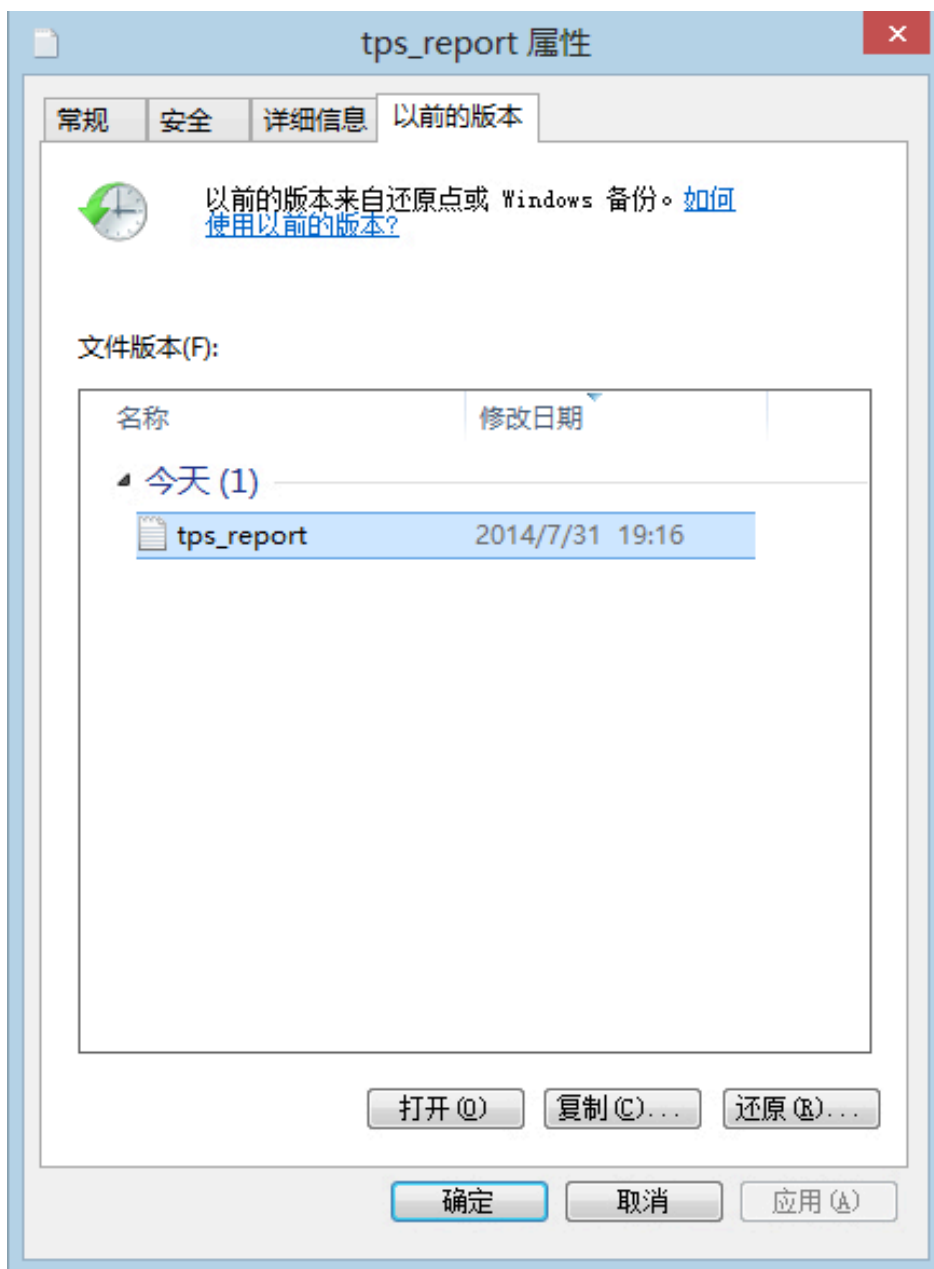 tps_report 属性
常规 安全 详细信息 以前的版本
以前的版本来自还原点或 Windows 备份。如何
使用以前的版本?
文件版本(F):
名称 修改日期
今天 (1)
tps_report 2014/7/31 19:16
打开(O) 复制(C)... 还原(R)...
确定 取消 应用(A)